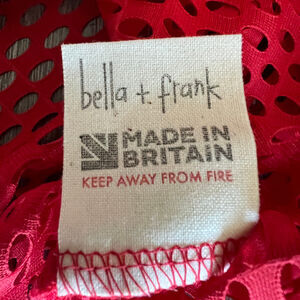 bella + frank
MADE IN
BRITAIN
KEEP AWAY FROM FIRE